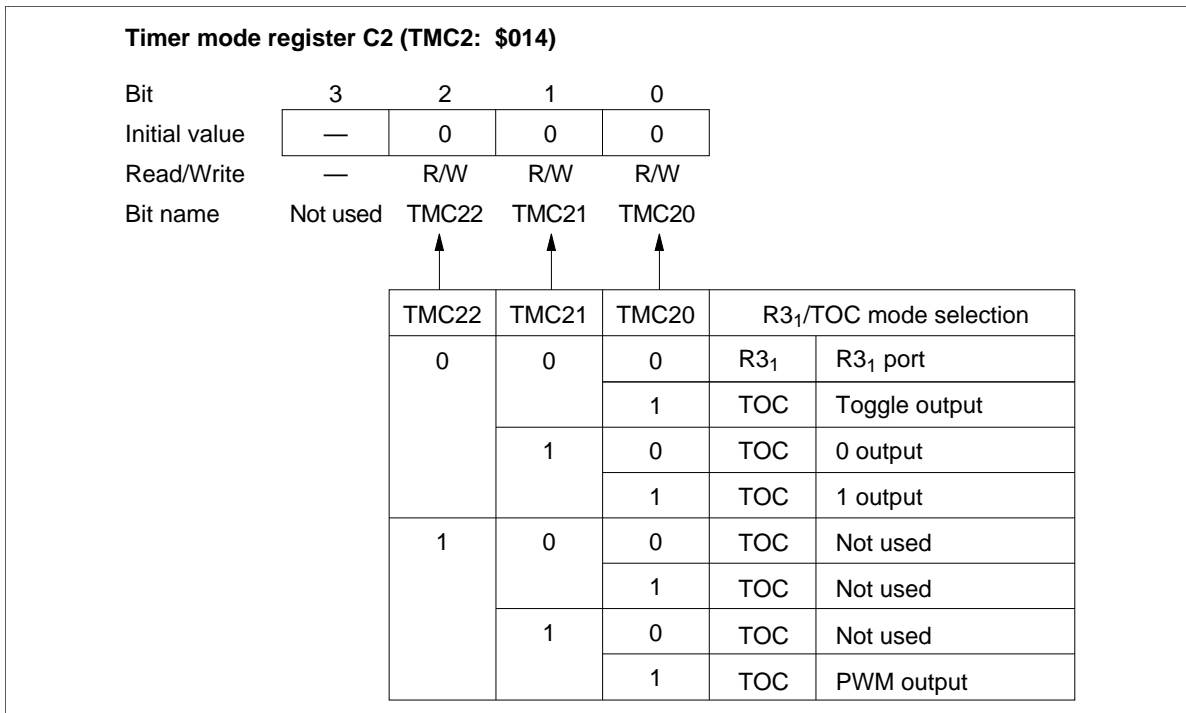 Timer mode register C2 (TMC2: $014)
Bit 3 2 1 0
Initial value — 0 0 0
Read/Write — R/W R/W R/W
Bit name Not used TMC22 TMC21 TMC20
TMC22 TMC21 TMC20 R3₁/TOC mode selection
0 0 0 R3₁ R3₁ port
1 TOC Toggle output
1 0 TOC 0 output
1 TOC 1 output
1 0 0 TOC Not used
1 TOC Not used
1 0 TOC Not used
1 TOC PWM output